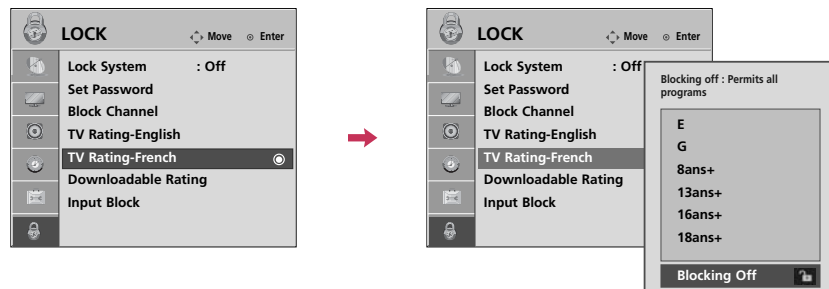 LOCK
Move Enter
Lock System : Off
Set Password
Block Channel
TV Rating-English
TV Rating-French
Downloadable Rating
Input Block
LOCK
Move Enter
Lock System : Off
Set Password
Block Channel
TV Rating-English
TV Rating-French
Downloadable Rating
Input Block
Blocking off : Permits all
programs
E
G
8ans+
13ans+
16ans+
18ans+
Blocking Off